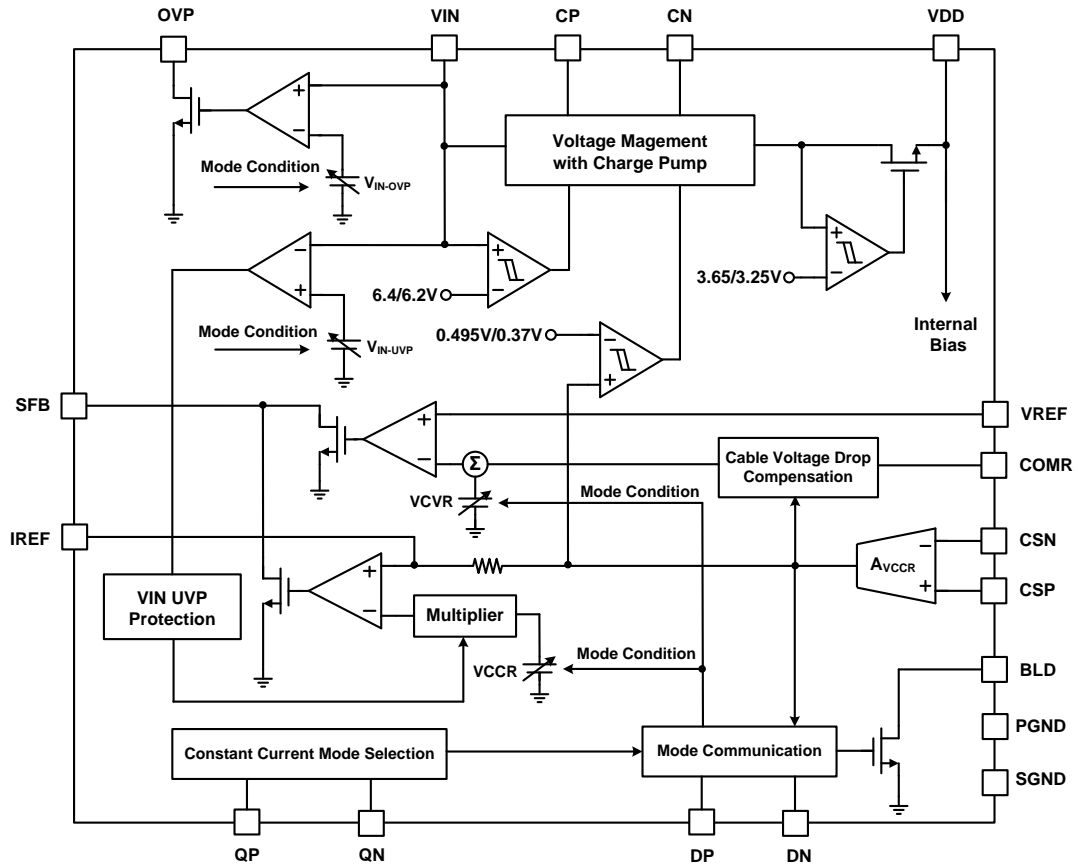 OVP VIN CP CN VDD
+
−
Mode Condition
VIN-OVP
Voltage Magement
with Charge Pump
+
−
3.65/3.25V
−
+
+
−
6.4/6.2V
Mode Condition
VIN-UVP
0.495V/0.37V
−
+
Internal
Bias
SFB
VREF
+
−
Σ
Cable Voltage Drop
Compensation
COMR
VCVR
Mode Condition
IREF
CSN
−
AVCCR
+
CSP
+
−
VIN UVP
Protection
Multiplier
VCCR
Mode Condition
BLD
PGND
SGND
Constant Current Mode Selection
Mode Communication
QP QN DP DN